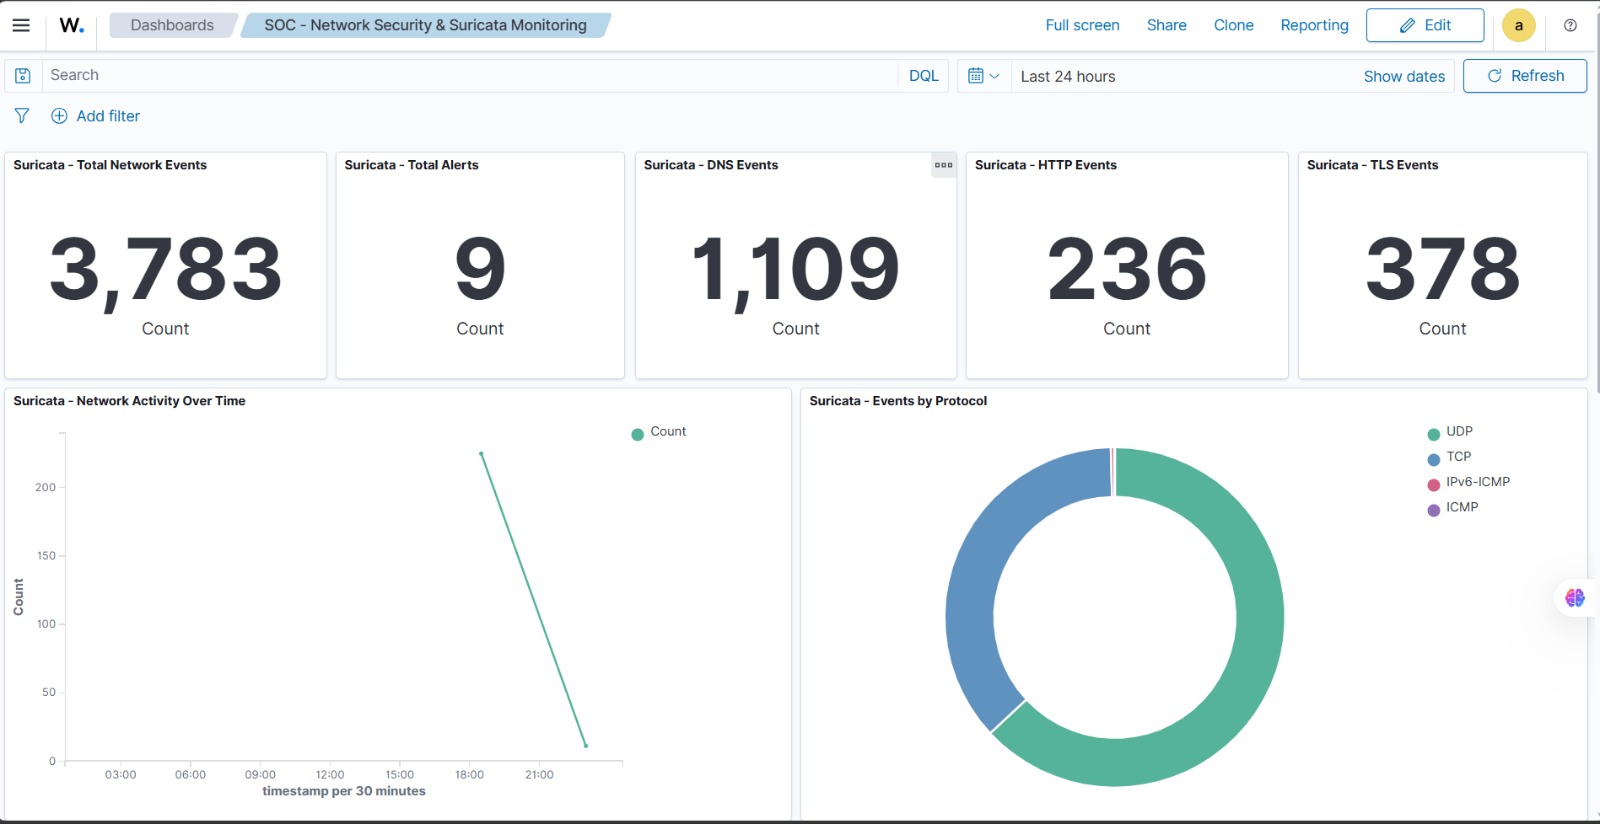 W. Dashboards SOC - Network Security & Suricata Monitoring Full screen Share Clone Reporting Edit a
Search DQL Last 24 hours Show dates Refresh
Add filter
Suricata - Total Network Events
3,783
Count
Suricata - Total Alerts
9
Count
Suricata - DNS Events
1,109
Count
Suricata - HTTP Events
236
Count
Suricata - TLS Events
378
Count
Suricata - Network Activity Over Time
Count
200
150
100
50
0
Count
03:00 06:00 09:00 12:00 15:00 18:00 21:00
timestamp per 30 minutes
Suricata - Events by Protocol
UDP
TCP
IPv6-ICMP
ICMP